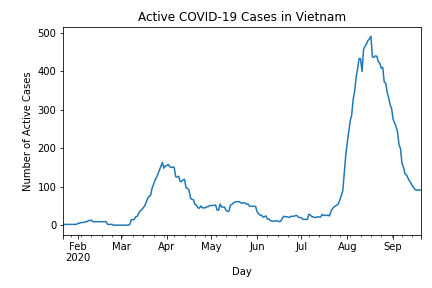 Active COVID-19 Cases in Vietnam
500
400
300
200
100
0
Number of Active Cases
Feb Mar Apr May Jun Jul Aug Sep
2020
Day